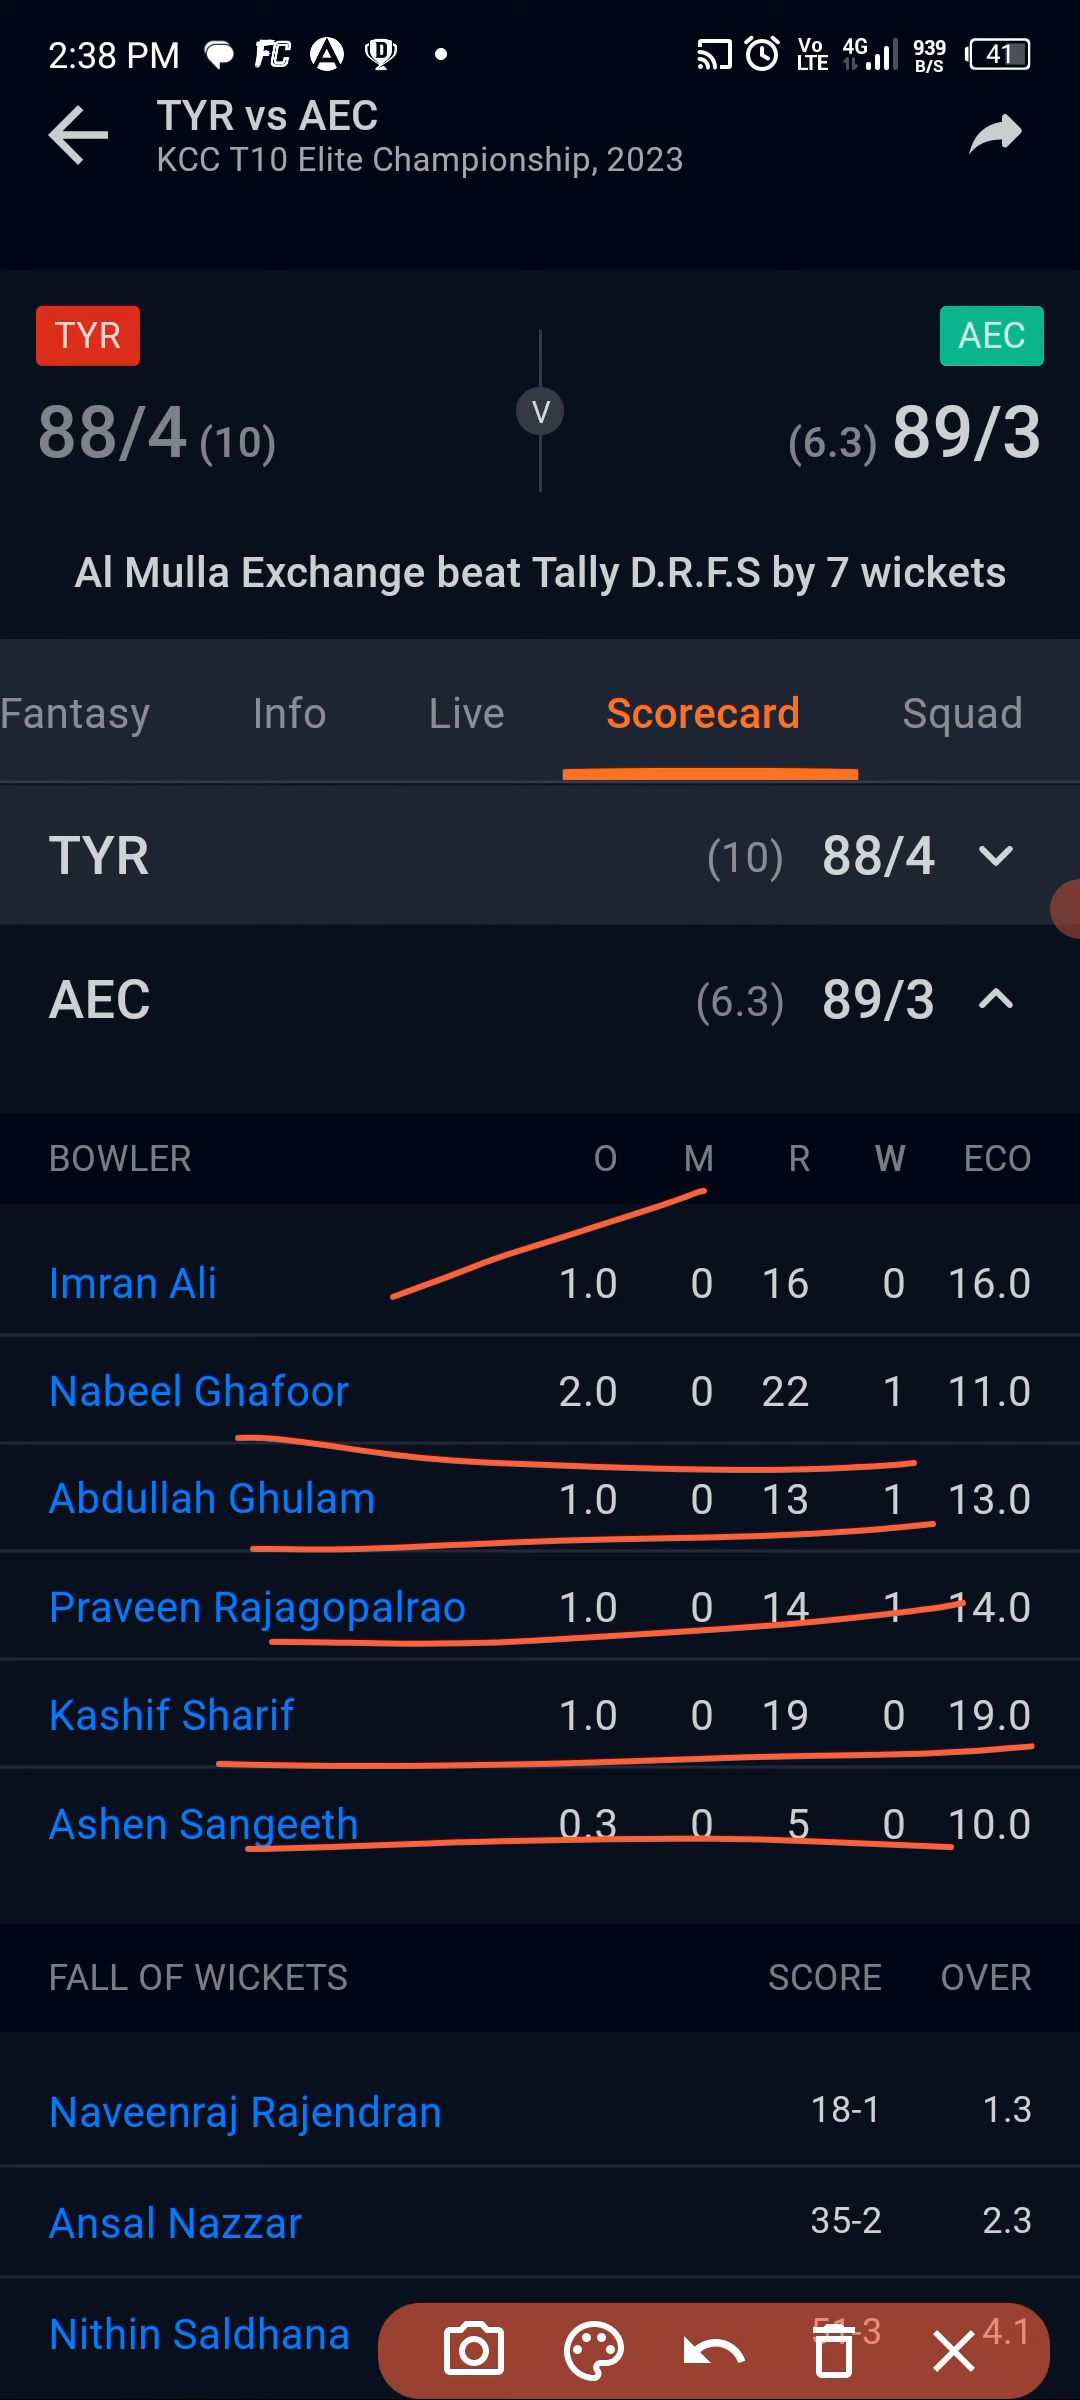 2:38 PM FC Vo LTE 4G 939 B/S 41
TYR vs AEC
KCC T10 Elite Championship, 2023
TYR AEC
88/4 (10) V (6.3) 89/3
Al Mulla Exchange beat Tally D.R.F.S by 7 wickets
Fantasy Info Live Scorecard Squad
TYR (10) 88/4
AEC (6.3) 89/3
BOWLER O M R W ECO
Imran Ali 1.0 0 16 0 16.0
Nabeel Ghafoor 2.0 0 22 1 11.0
Abdullah Ghulam 1.0 0 13 1 13.0
Praveen Rajagopalrao 1.0 0 14 1 14.0
Kashif Sharif 1.0 0 19 0 19.0
Ashen Sangeeth 0.3 0 5 0 10.0
FALL OF WICKETS SCORE OVER
Naveenraj Rajendran 18-1 1.3
Ansal Nazzar 35-2 2.3
Nithin Saldhana 51-3 4.1